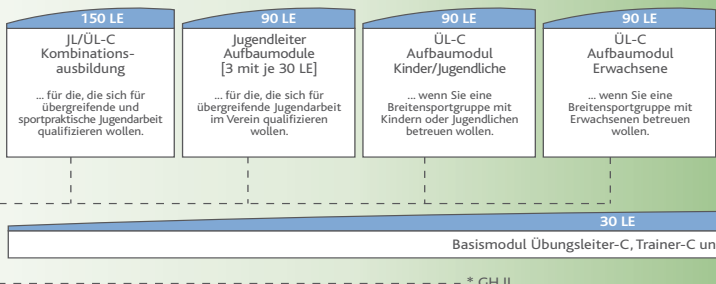 150 LE
JL/ÜL-C
Kombinations-
ausbildung
... für die, die sich für
übergreifende und
sportpraktische Jugendarbeit
qualifizieren wollen.
90 LE
Jugendleiter
Aufbaumodule
[3 mit je 30 LE]
... für die, die sich für
übergreifende Jugendarbeit
im Verein qualifizieren
wollen.
90 LE
ÜL-C
Aufbaumodul
Kinder/Jugendliche
... wenn Sie eine
Breitensportgruppe mit
Kindern oder Jugendlichen
betreuen wollen.
90 LE
ÜL-C
Aufbaumodul
Erwachsene
... wenn Sie eine
Breitensportgruppe mit
Erwachsenen betreuen
wollen.
30 LE
Basismodul Übungsleiter-C, Trainer-C un
* GH II